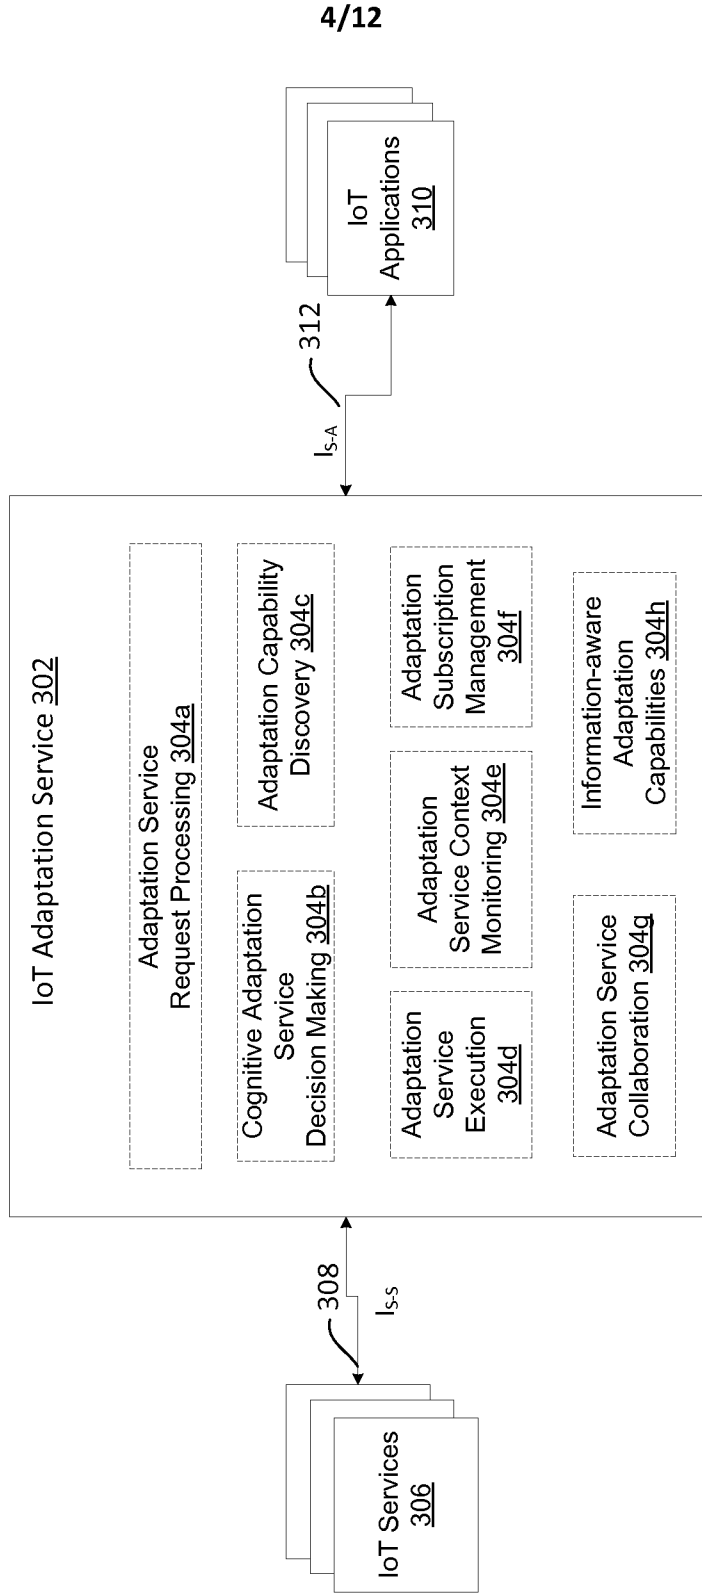 4/12
IoT Adaptation Service 302
Adaptation Service
Request Processing 304a
Cognitive Adaptation
Service
Decision Making 304b
Adaptation Capability
Discovery 304c
Adaptation
Service
Execution
304d
Adaptation
Service Context
Monitoring 304e
Adaptation
Subscription
Management
304f
Adaptation Service
Collaboration 304g
Information-aware
Adaptation
Capabilities 304h
IoT Services
306
308
IS-S
IS-A
312
IoT
Applications
310